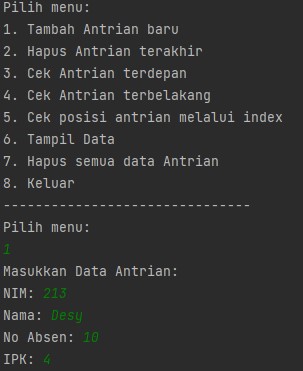 Pilih menu:
1. Tambah Antrian baru
2. Hapus Antrian terakhir
3. Cek Antrian terdepan
4. Cek Antrian terbelakang
5. Cek posisi antrian melalui index
6. Tampil Data
7. Hapus semua data Antrian
8. Keluar
-------------------------------
Pilih menu:
1
Masukkan Data Antrian:
NIM: 213
Nama: Desy
No Absen: 10
IPK: 4